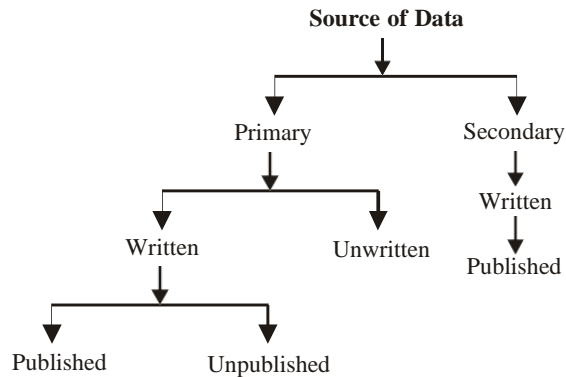 Source of Data
Primary
Secondary
Written
Written
Unwritten
Published
Published
Unpublished